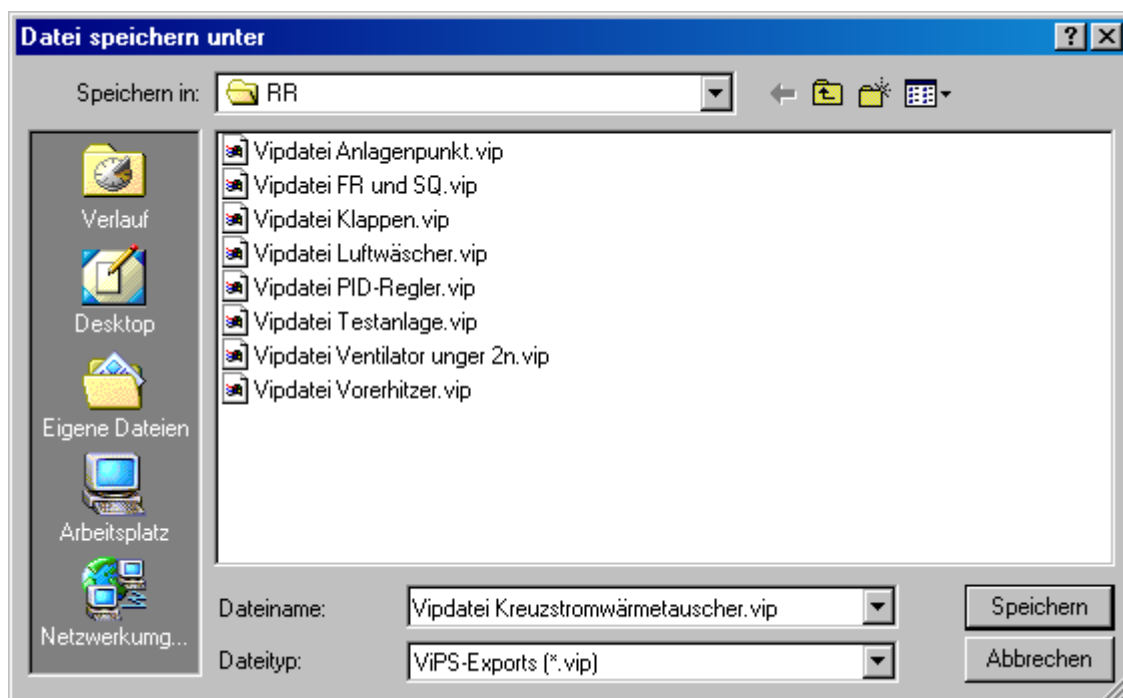 Datei speichern unter
Speichern in:
RR
Verlauf
Desktop
Eigene Dateien
Arbeitsplatz
Netzwerkumg...
Vipdatei Anlagenpunkt.vip
Vipdatei FR und SQ.vip
Vipdatei Klappen.vip
Vipdatei Luftwäscher.vip
Vipdatei PID-Regler.vip
Vipdatei Testanlage.vip
Vipdatei Ventilator unger 2n.vip
Vipdatei Vorerhitzer.vip
Dateiname: Vipdatei Kreuzstromwärmetauscher.vip Speichern
Dateityp: ViPS-Exports (*.vip) Abbrechen